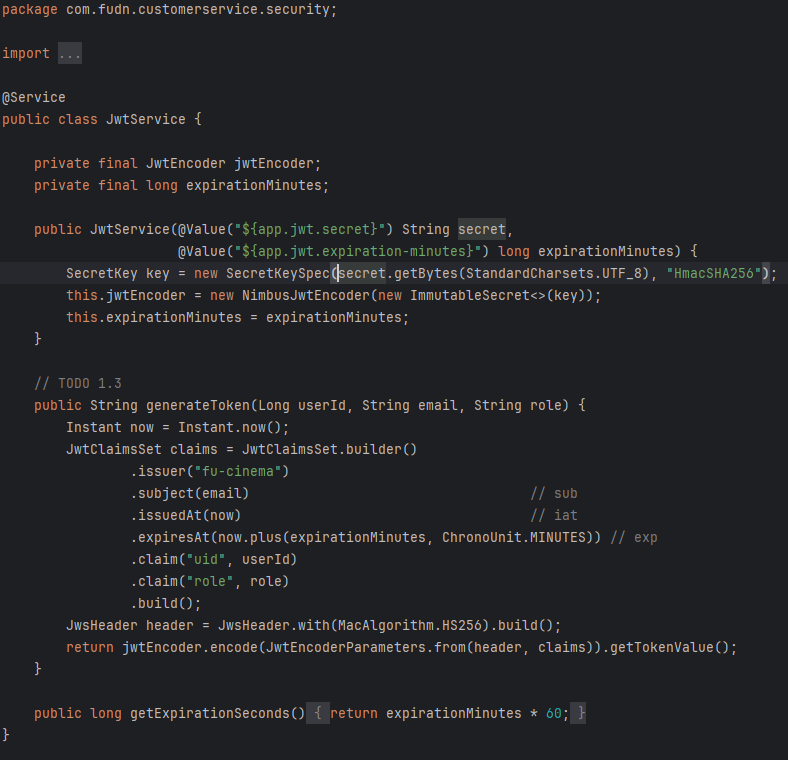 package com.fudn.customerservice.security;
import ...
@Service
public class JwtService {
private final JwtEncoder jwtEncoder;
private final long expirationMinutes;
public JwtService(@Value("${app.jwt.secret}") String secret,
@Value("${app.jwt.expiration-minutes}") long expirationMinutes) {
SecretKey key = new SecretKeySpec(secret.getBytes(StandardCharsets.UTF_8), "HmacSHA256");
this.jwtEncoder = new NimbusJwtEncoder(new ImmutableSecret<>(key));
this.expirationMinutes = expirationMinutes;
}
// TODO 1.3
public String generateToken(Long userId, String email, String role) {
Instant now = Instant.now();
JwtClaimsSet claims = JwtClaimsSet.builder()
.issuer("fu-cinema")
.subject(email) // sub
.issuedAt(now) // iat
.expiresAt(now.plus(expirationMinutes, ChronoUnit.MINUTES)) // exp
.claim("uid", userId)
.claim("role", role)
.build();
JwsHeader header = JwsHeader.with(MacAlgorithm.HS256).build();
return jwtEncoder.encode(JwtEncoderParameters.from(header, claims)).getTokenValue();
}
public long getExpirationSeconds() { return expirationMinutes * 60; }
}